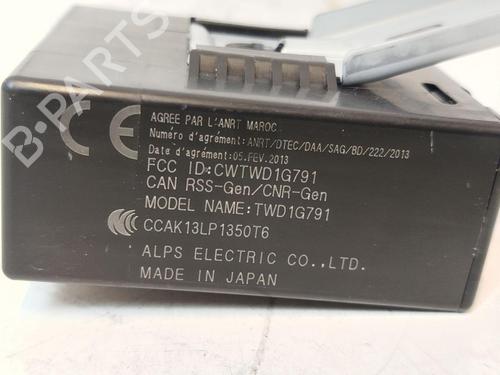 AGREE PAR L'ANRT MAROC
Numéro d'agrément:ANRT/DTEC/DAA/SAG/BD/222/2013
Date d'agrément:05.FEV.2013
CE
FCC ID:CWTWD1G791
CAN RSS-Gen/CNR-Gen
MODEL NAME:TWD1G791
CCC
CCAK13LP1350T6
ALPS ELECTRIC CO.,LTD.
MADE IN JAPAN
B-PARTS